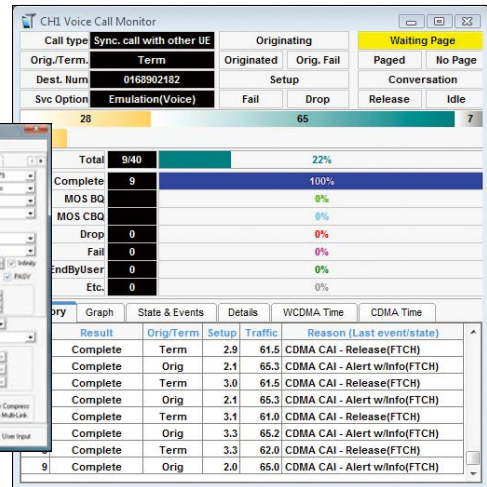 CH1 Voice Call Monitor
Call type Sync. call with other UE Originating Waiting Page
Orig./Term. Term Originated Orig. Fail Paged No Page
Dest. Num 0168902182 Setup Conversation
Svc Option Emulation(Voice) Fail Drop Release Idle
28 65 7
Total 9/40 22%
Complete 9 100%
MOS BQ 0%
MOS CBQ 0%
Drop 0 0%
Fail 0 0%
EndByUser 0 0%
Etc. 0 0%
Infinity
PASV
Compress
Multi-Link
User Input
ory Graph State & Events Details WCDMA Time CDMA Time
Result Orig/Term Setup Traffic Reason (Last event/state)
Complete Term 2.9 61.5 CDMA CAI - Release(FTCH)
Complete Orig 2.1 65.3 CDMA CAI - Alert w/Info(FTCH)
Complete Term 3.0 61.5 CDMA CAI - Release(FTCH)
Complete Orig 2.1 65.3 CDMA CAI - Alert w/Info(FTCH)
Complete Term 3.1 61.0 CDMA CAI - Release(FTCH)
Complete Orig 3.3 65.2 CDMA CAI - Alert w/Info(FTCH)
Complete Term 3.3 62.0 CDMA CAI - Release(FTCH)
9 Complete Orig 2.0 65.0 CDMA CAI - Alert w/Info(FTCH)